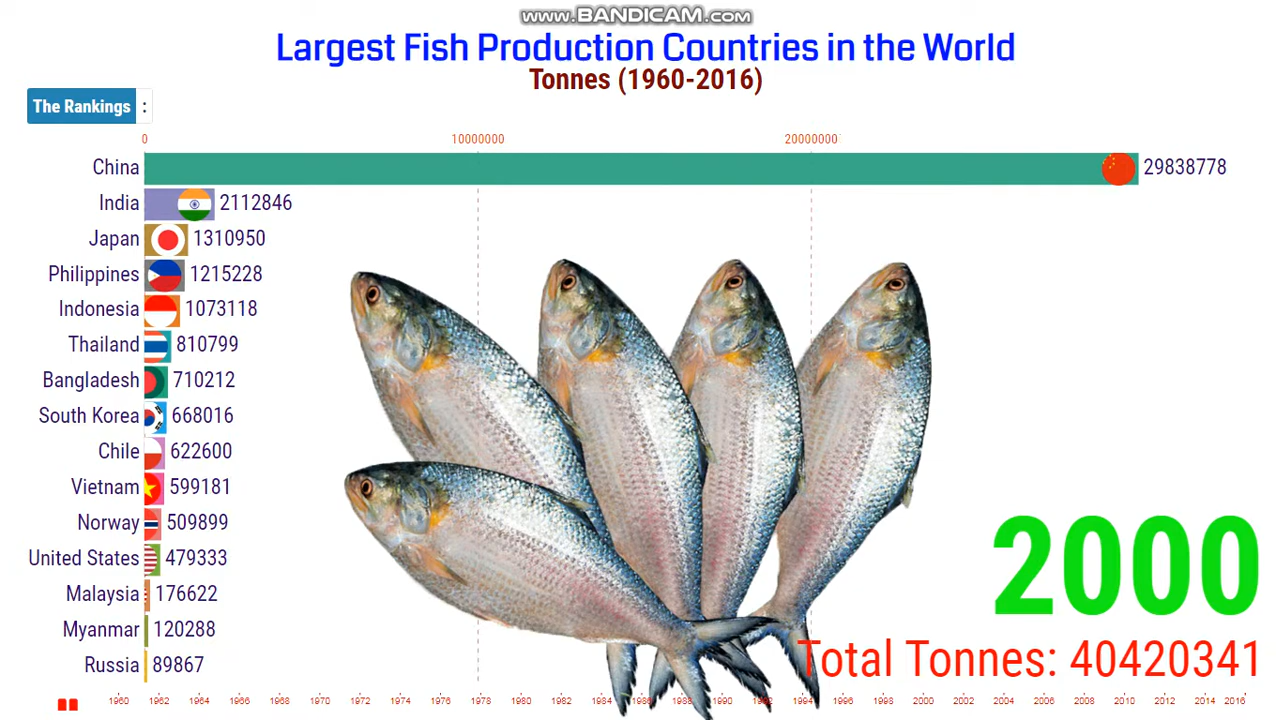 www.BANDICAM.com
Largest Fish Production Countries in the World
Tonnes (1960-2016)
The Rankings :
0 10000000 20000000
China 29838778
India 2112846
Japan 1310950
Philippines 1215228
Indonesia 1073118
Thailand 810799
Bangladesh 710212
South Korea 668016
Chile 622600
Vietnam 599181
Norway 509899
United States 479333
Malaysia 176622
Myanmar 120288
Russia 89867
2000
Total Tonnes: 40420341
1960 1962 1964 1966 1968 1970 1972 1974 1976 1978 1980 1982 1984 1986 1992 1994 1996 2000 2002 2004 2006 2008 2010 2012 2014 2016